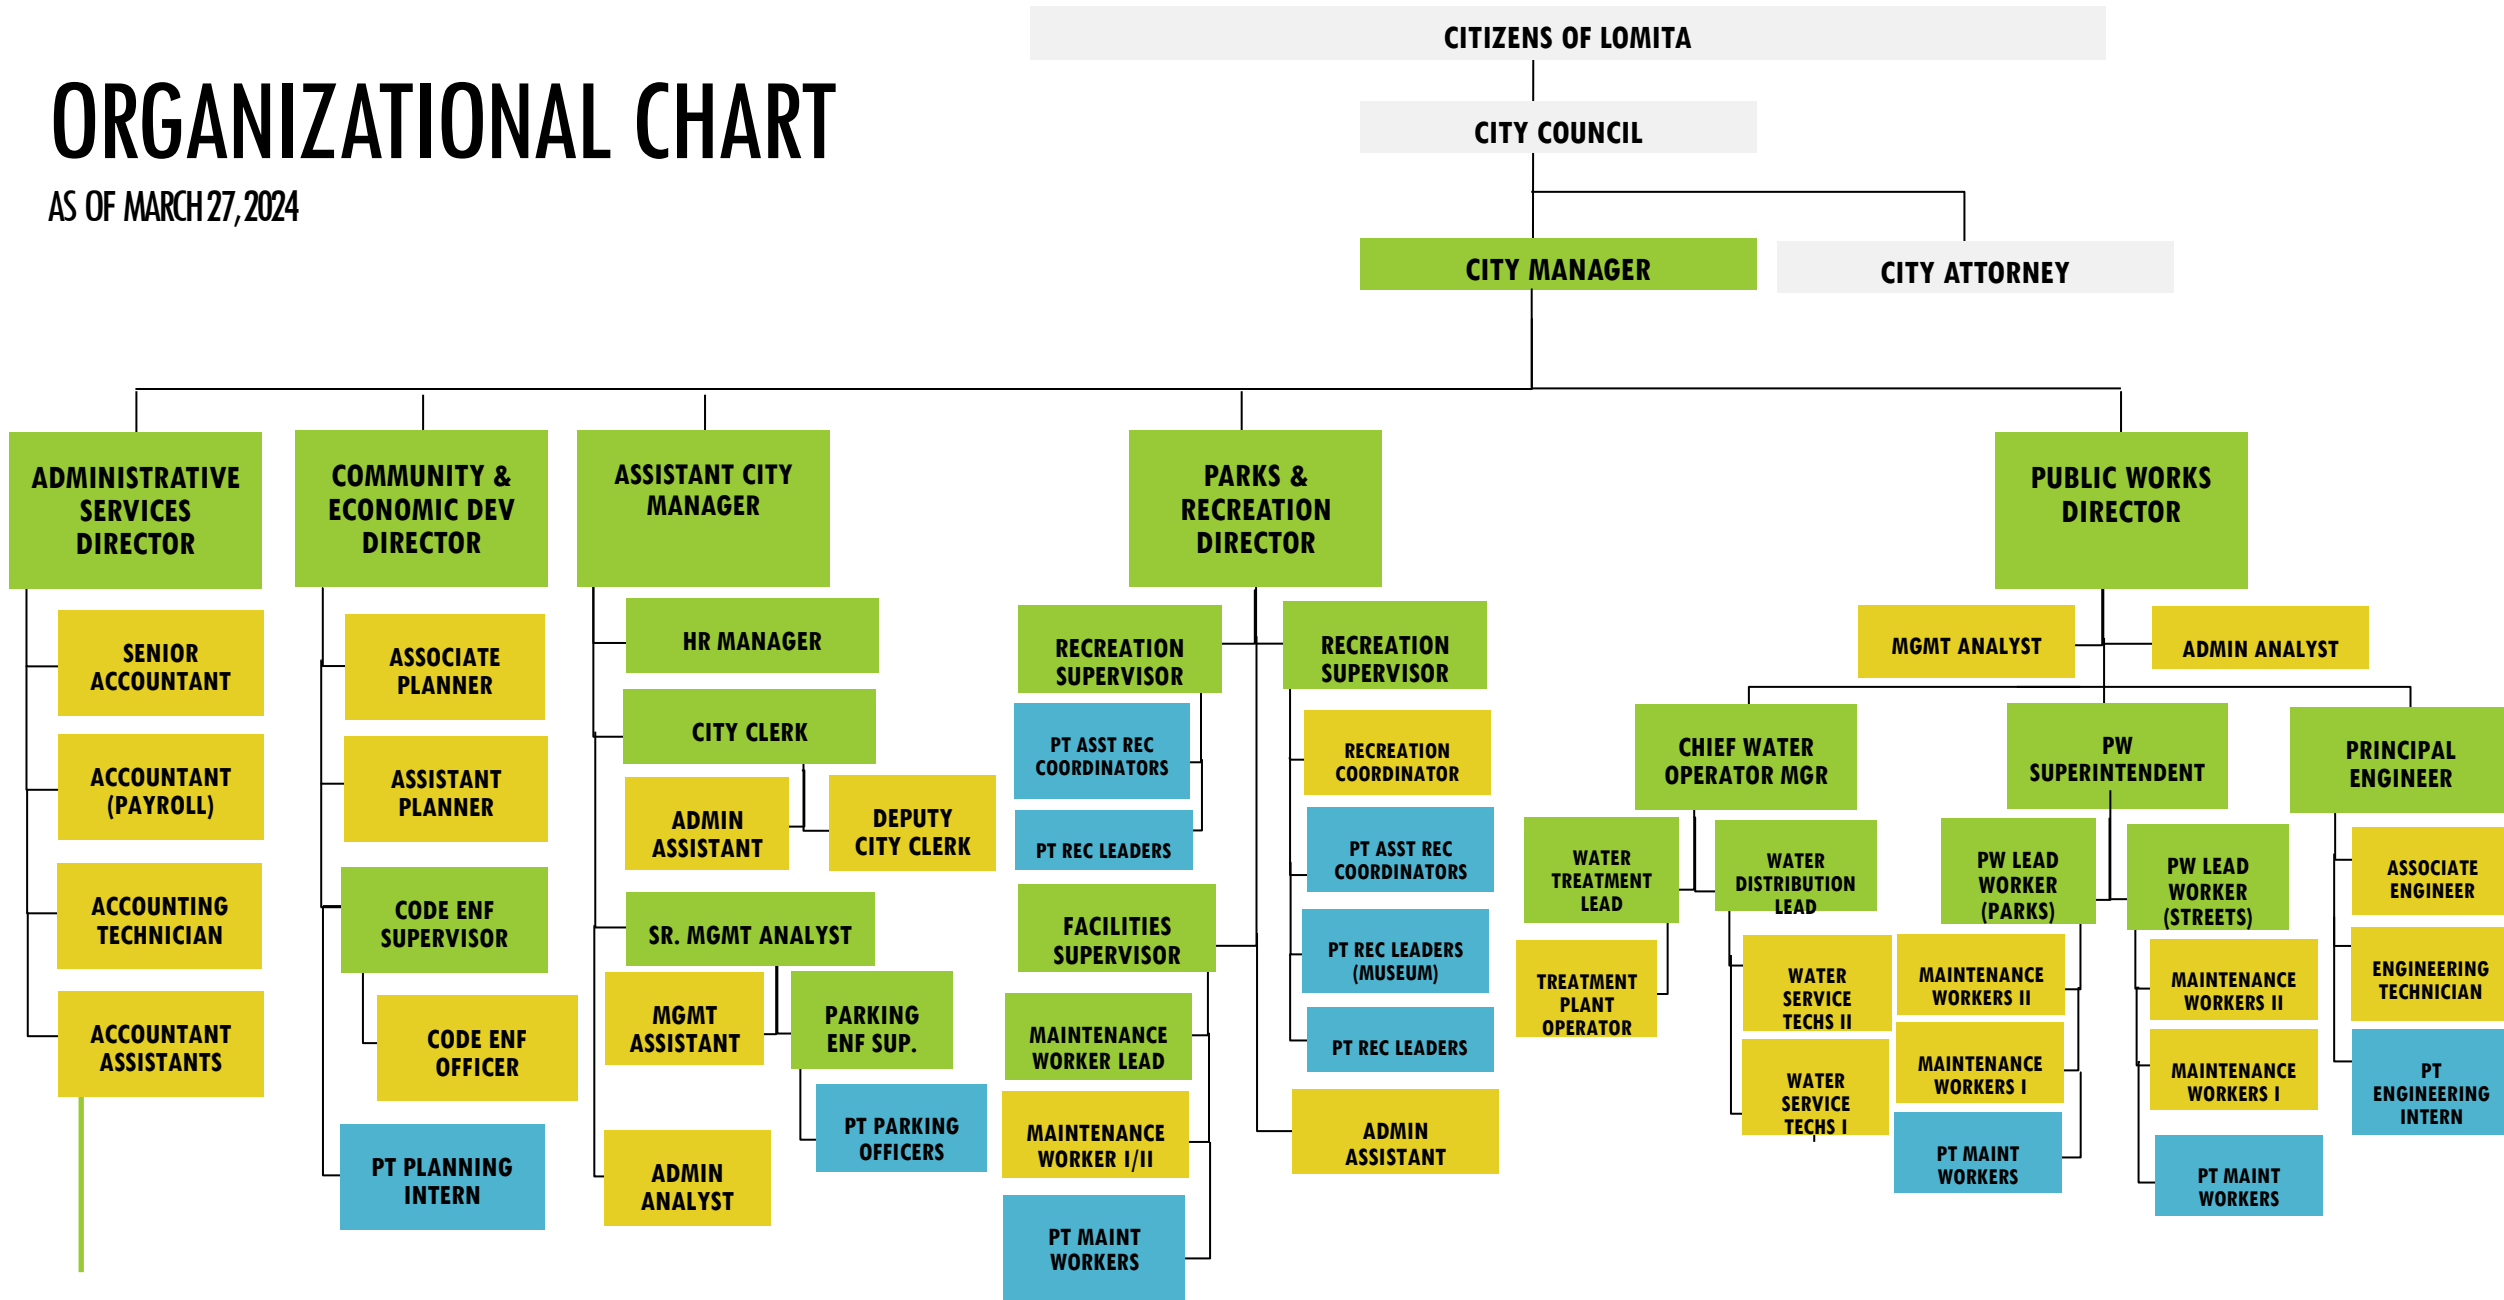 CITIZENS OF LOMITA
ORGANIZATIONAL CHART
AS OF MARCH 27, 2024
CITY COUNCIL
CITY MANAGER
CITY ATTORNEY
ADMINISTRATIVE
SERVICES
DIRECTOR
SENIOR
ACCOUNTANT
ACCOUNTANT
(PAYROLL)
ACCOUNTING
TECHNICIAN
ACCOUNTANT
ASSISTANTS
COMMUNITY &
ECONOMIC DEV
DIRECTOR
ASSOCIATE
PLANNER
ASSISTANT
PLANNER
CODE ENF
SUPERVISOR
CODE ENF
OFFICER
PT PLANNING
INTERN
ASSISTANT CITY
MANAGER
HR MANAGER
CITY CLERK
ADMIN
ASSISTANT
DEPUTY
CITY CLERK
SR. MGMT ANALYST
MGMT
ASSISTANT
PARKING
ENF SUP.
PT PARKING
OFFICERS
ADMIN
ANALYST
PARKS &
RECREATION
DIRECTOR
RECREATION
SUPERVISOR
PT ASST REC
COORDINATORS
PT REC LEADERS
FACILITIES
SUPERVISOR
MAINTENANCE
WORKER LEAD
MAINTENANCE
WORKER I/II
PT MAINT
WORKERS
RECREATION
SUPERVISOR
RECREATION
COORDINATOR
PT ASST REC
COORDINATORS
PT REC LEADERS
(MUSEUM)
PT REC LEADERS
ADMIN
ASSISTANT
PUBLIC WORKS
DIRECTOR
MGMT ANALYST
ADMIN ANALYST
CHIEF WATER
OPERATOR MGR
WATER
TREATMENT
LEAD
TREATMENT
PLANT
OPERATOR
WATER
DISTRIBUTION
LEAD
WATER
SERVICE
TECHS II
WATER
SERVICE
TECHS I
PW
SUPERINTENDENT
PW LEAD
WORKER
(PARKS)
MAINTENANCE
WORKERS II
MAINTENANCE
WORKERS I
PT MAINT
WORKERS
PW LEAD
WORKER
(STREETS)
MAINTENANCE
WORKERS II
MAINTENANCE
WORKERS I
PT MAINT
WORKERS
PRINCIPAL
ENGINEER
ASSOCIATE
ENGINEER
ENGINEERING
TECHNICIAN
PT
ENGINEERING
INTERN